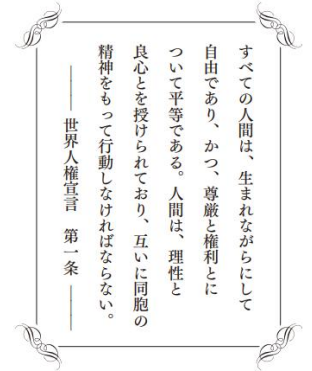 すべての人間は、生まれながらにして
自由であり、かつ、尊厳と権利とに
ついて平等である。人間は、理性と
良心とを授けられており、互いに同胞の
精神をもって行動しなければならない。
世界人権宣言　第一条